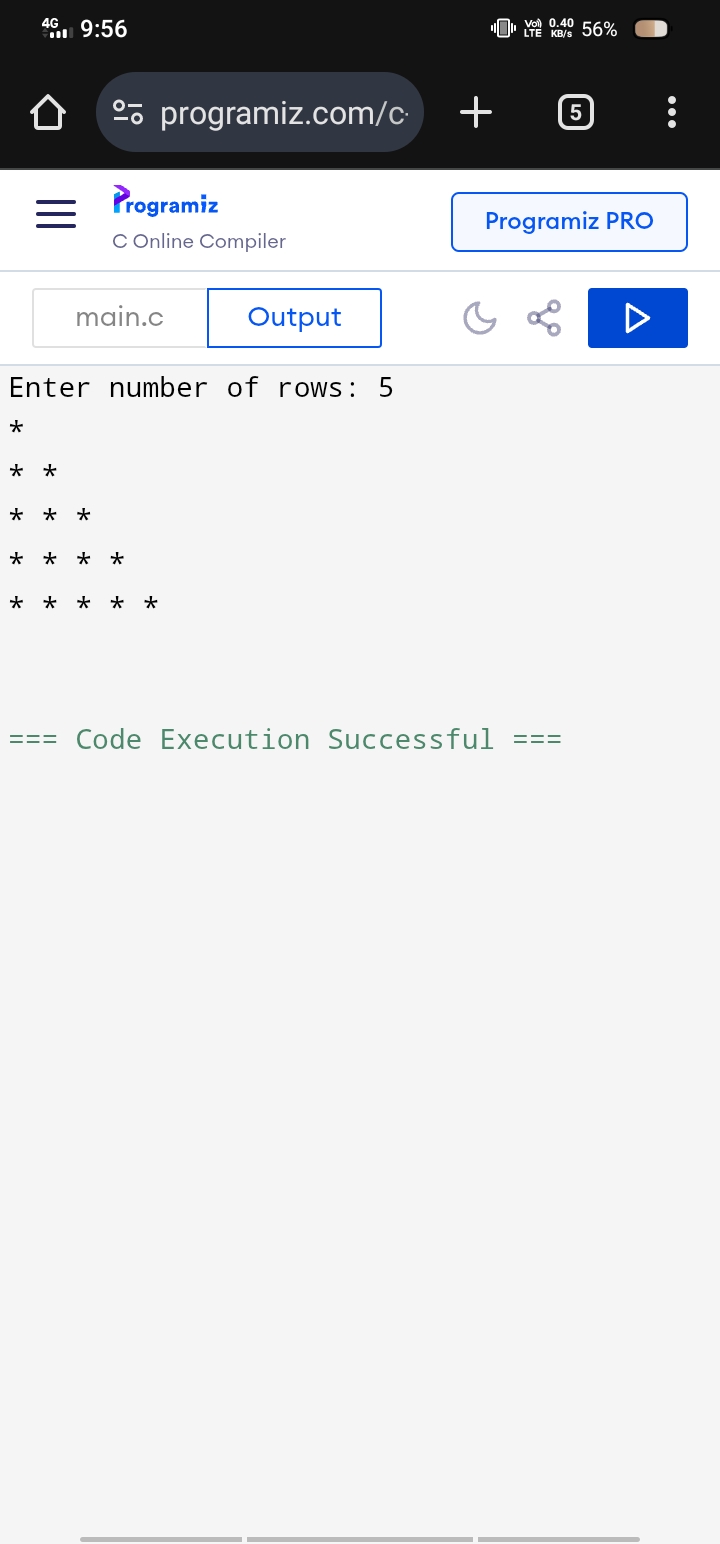 4G 9:56 Vo) LTE 0.40 KB/s 56%
programiz.com/c 5
Programiz
C Online Compiler
Programiz PRO
main.c Output
Enter number of rows: 5
*
* *
* * *
* * * *
* * * * *
=== Code Execution Successful ===